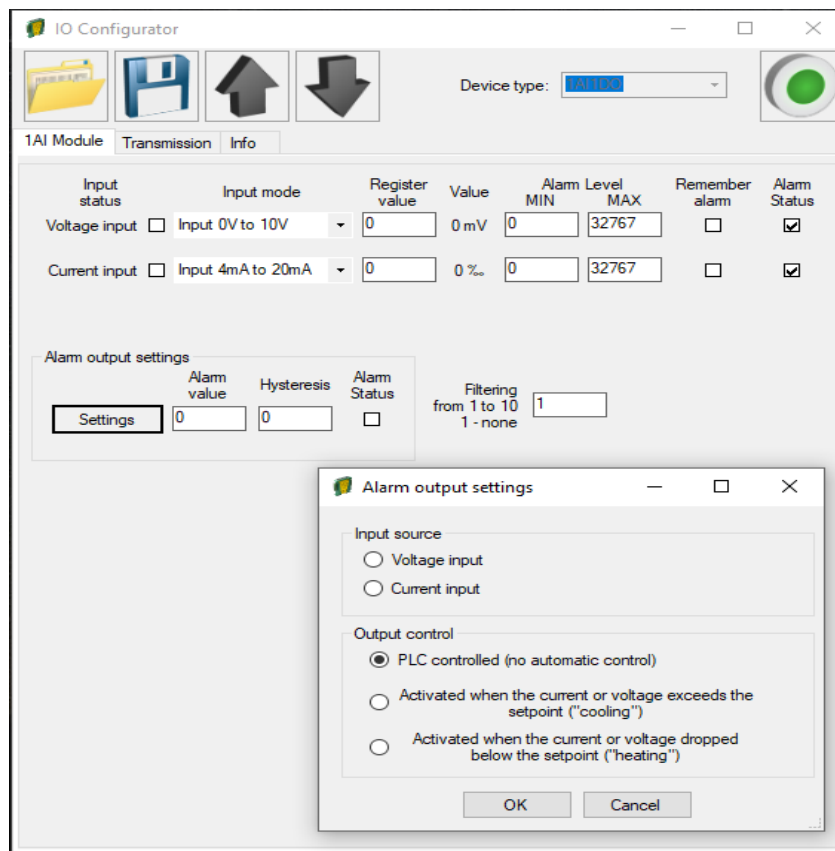 IO Configurator
Device type: 1AI1DO
1AI Module Transmission Info
Input status Input mode Register value Value Alarm Level MIN MAX Remember alarm Alarm Status
Voltage input Input 0V to 10V 0 0 mV 0 32767
Current input Input 4mA to 20mA 0 0 ‰ 0 32767
Alarm output settings
Alarm value Hysteresis Alarm Status
Settings 0 0
Filtering
from 1 to 10 1
1 - none
Alarm output settings
Input source
Voltage input
Current input
Output control
PLC controlled (no automatic control)
Activated when the current or voltage exceeds the
setpoint ("cooling")
Activated when the current or voltage dropped
below the setpoint ("heating")
OK Cancel